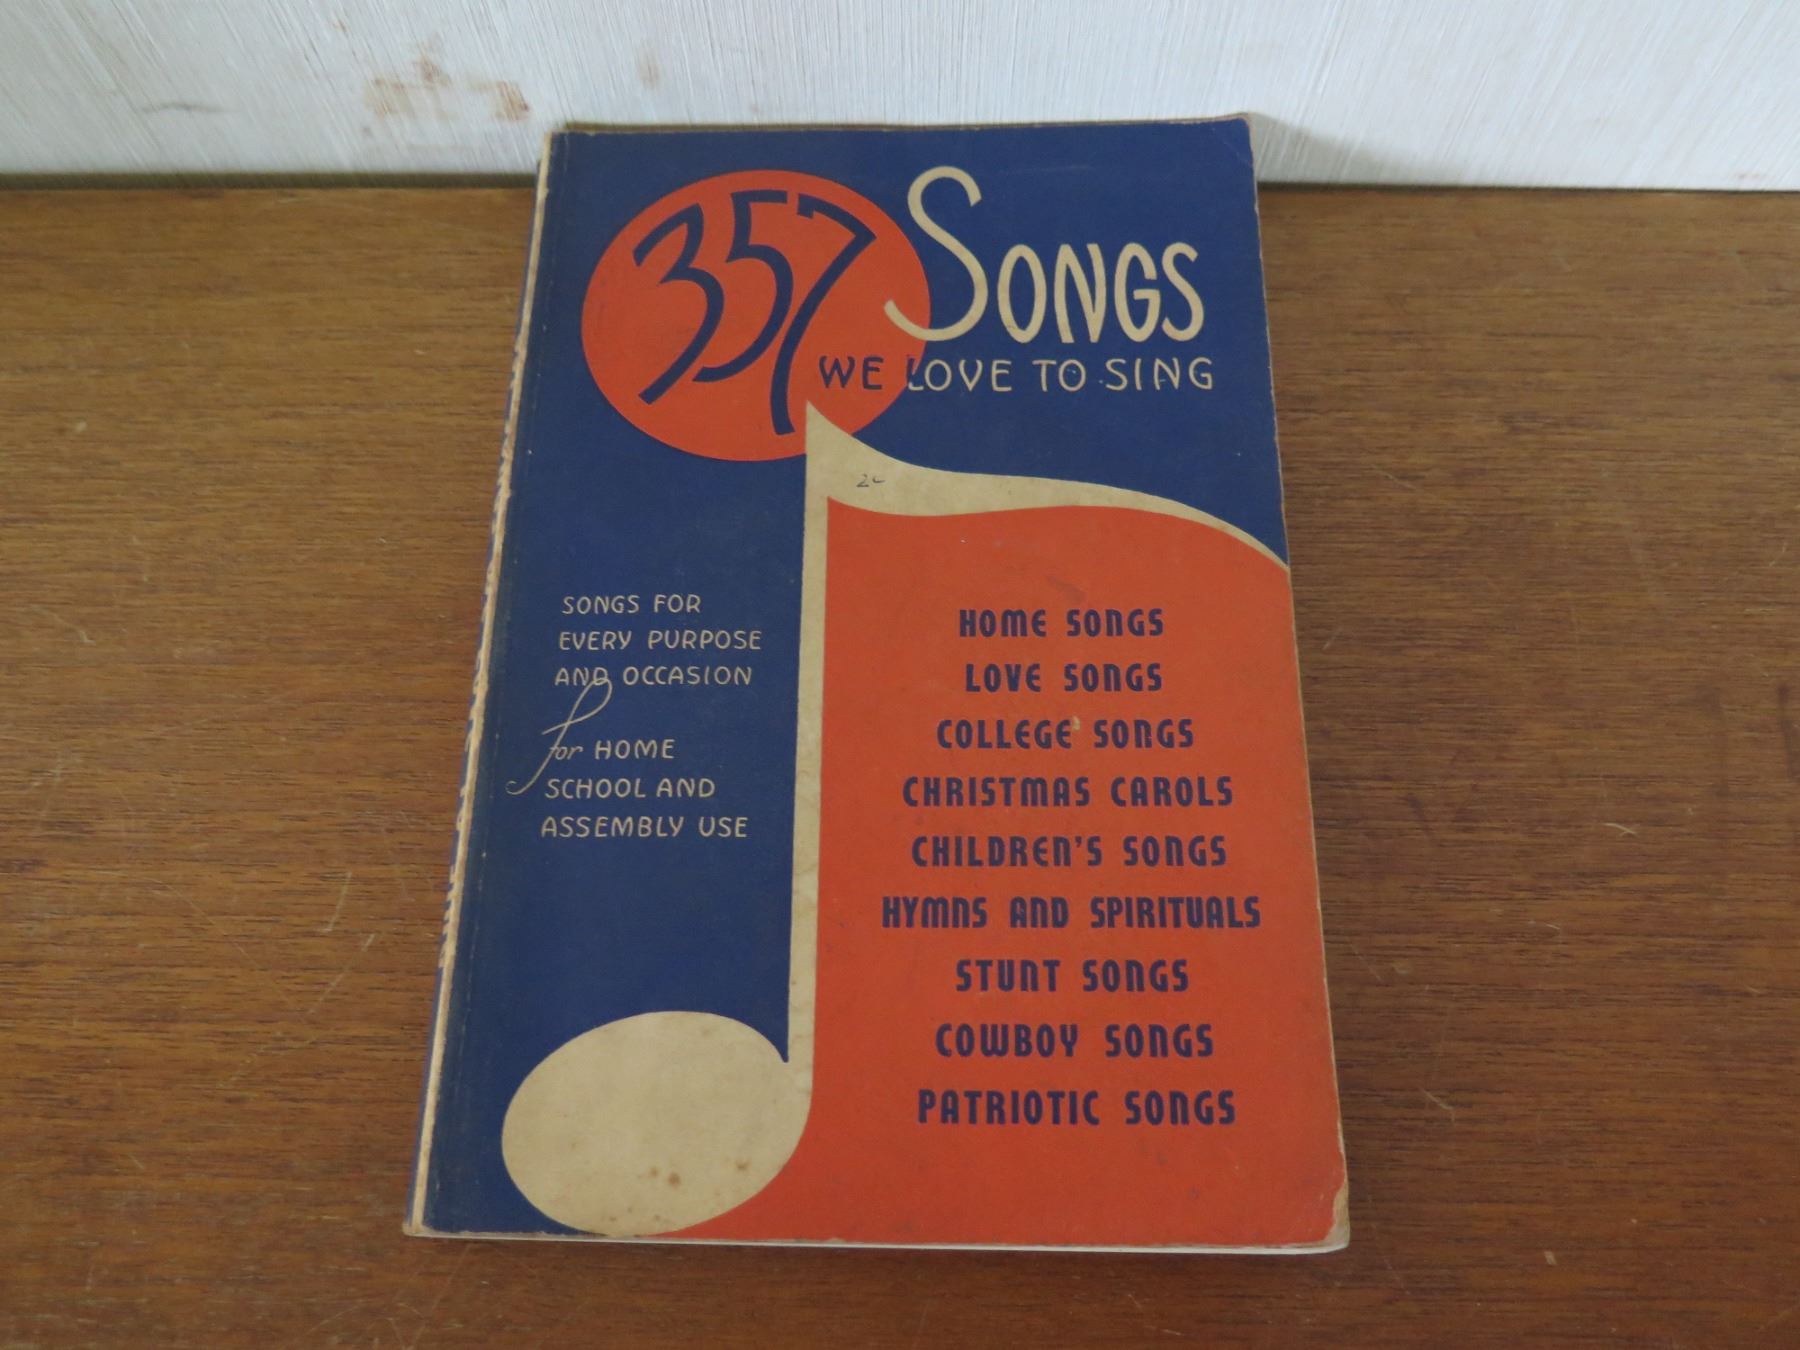 357 SONGS
WE LOVE TO SING
SONGS FOR
EVERY PURPOSE
AND OCCASION
for HOME
SCHOOL AND
ASSEMBLY USE
HOME SONGS
LOVE SONGS
COLLEGE SONGS
CHRISTMAS CAROLS
CHILDREN'S SONGS
HYMNS AND SPIRITUALS
STUNT SONGS
COWBOY SONGS
PATRIOTIC SONGS